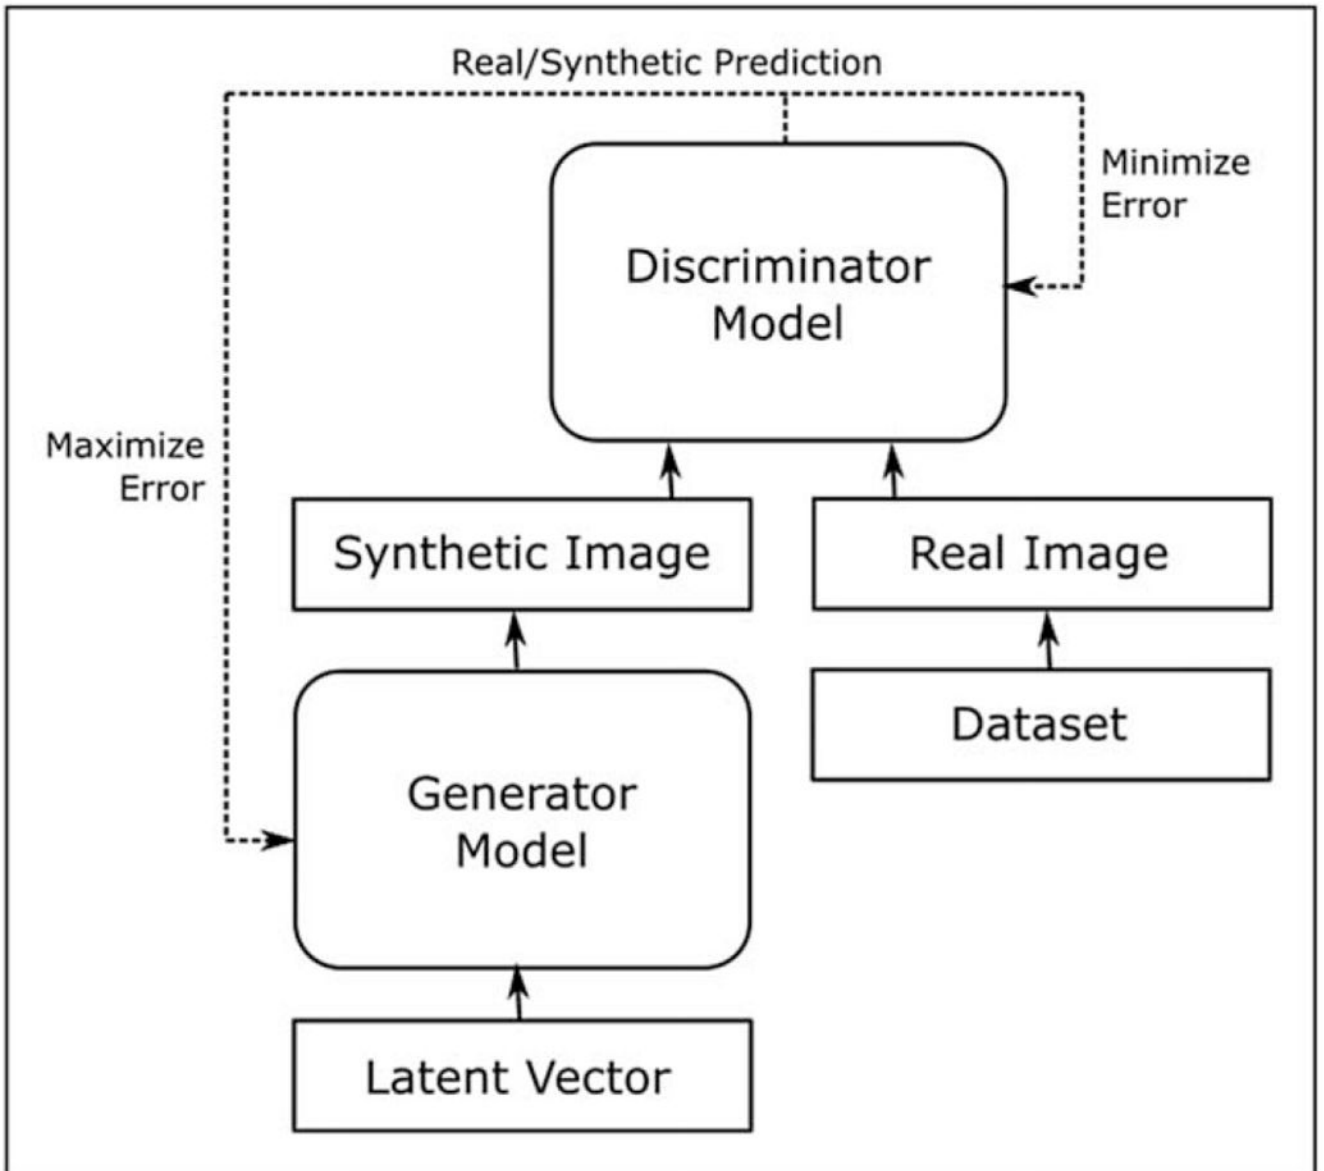 Real/Synthetic Prediction
Minimize
Error
Discriminator
Model
Maximize
Error
Synthetic Image
Real Image
Dataset
Generator
Model
Latent Vector